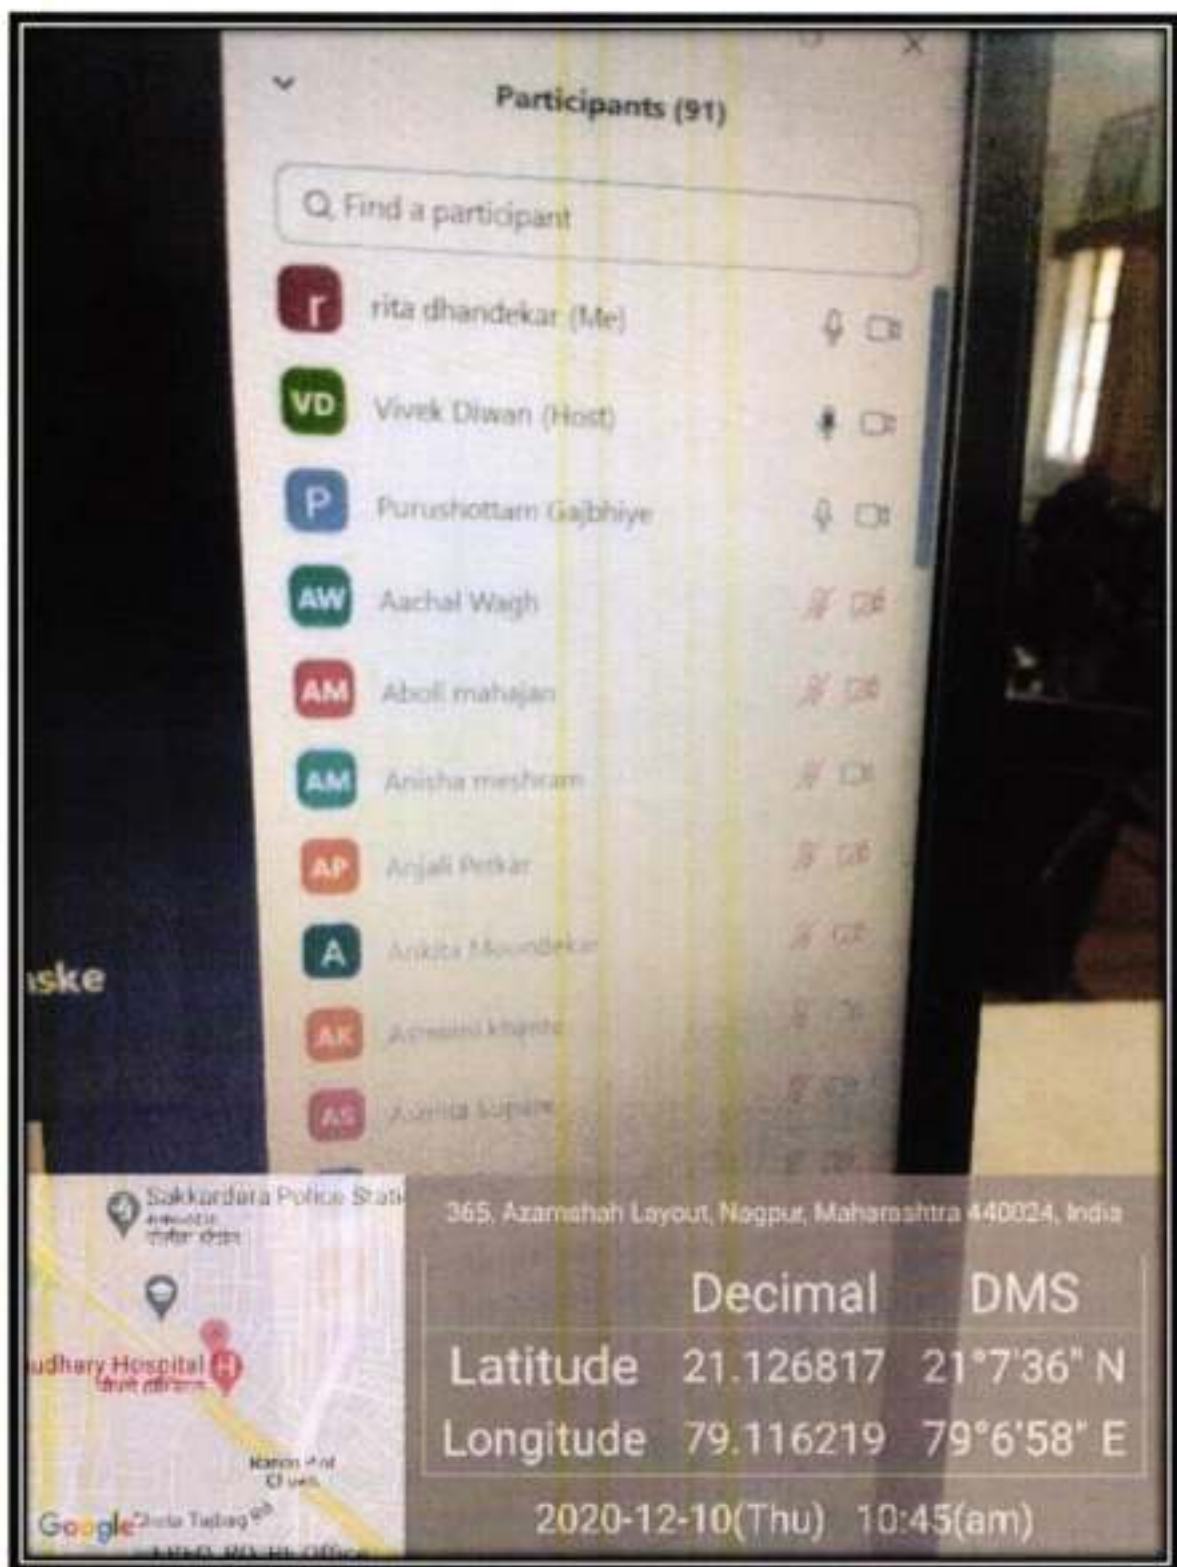 Participants (91)
Find a participant
r
rita dhandekar (Me)
VD
Vivek Diwan (Host)
P
Purushottam Gajbhiye
AW
Aachal Wagh
AM
Aboli mahajan
AM
Anisha meshram
AP
Anjali Petkar
A
Ankita Moundekar
AK
AS
ske
Sakkardara Police Stati
udhary Hospital
H
Google
365, Azamshah Layout, Nagpur, Maharashtra 440024, India
Decimal DMS
Latitude 21.126817 21°7'36" N
Longitude 79.116219 79°6'58" E
2020-12-10(Thu) 10:45(am)